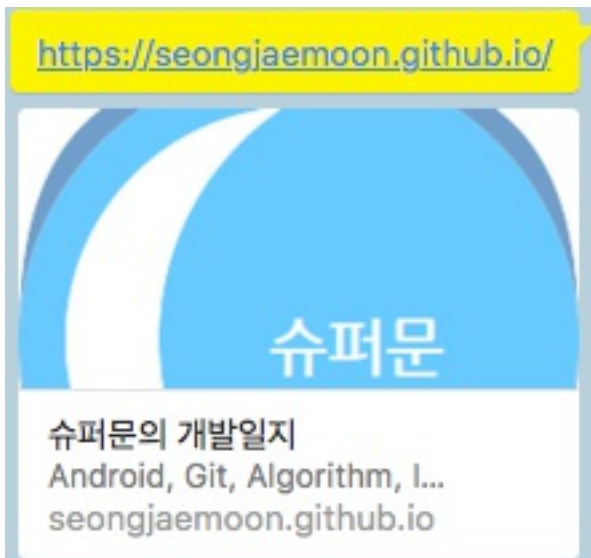 https://seongjaemoon.github.io/
슈퍼문
슈퍼문의 개발일지
Android, Git, Algorithm, I...
seongjaemoon.github.io